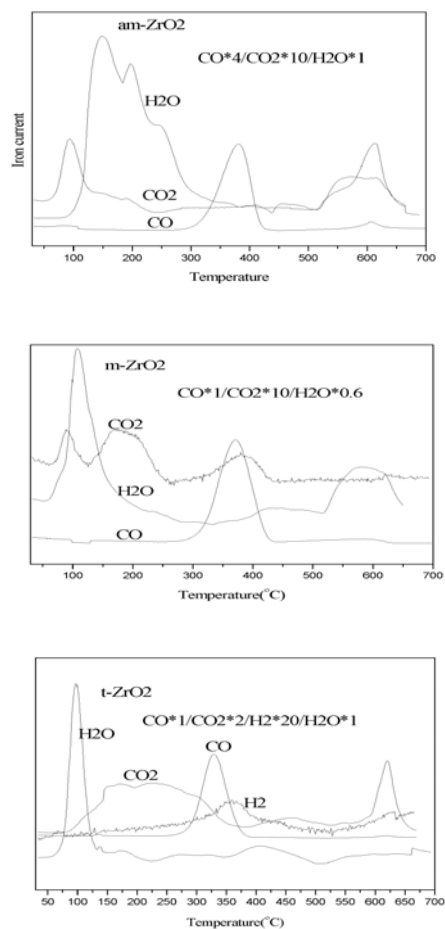 am-ZrO2
CO*4/CO2*10/H2O*1
H2O
Iron current
CO2
CO
100 200 300 400 500 600 700
Temperature
m-ZrO2
CO*1/CO2*10/H2O*0.6
CO2
H2O
CO
100 200 300 400 500 600 700
Temperature(°C)
t-ZrO2
CO*1/CO2*2/H2*20/H2O*1
H2O
CO
CO2
H2
50 100 150 200 250 300 350 400 450 500 550 600 650 700
Temperature(°C)